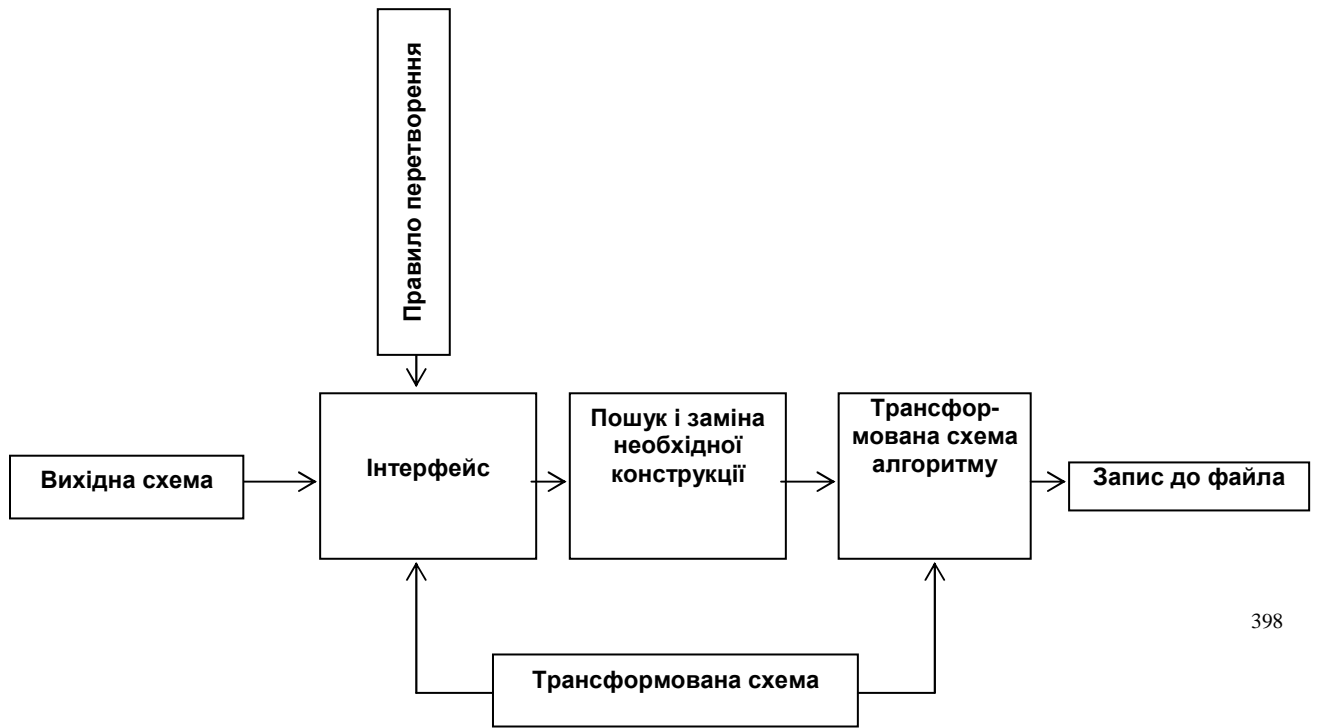 Правило перетворення
Вихідна схема
Інтерфейс
Пошук і заміна
необхідної
конструкції
Трансфор-
мована схема
алгоритму
Запис до файла
398
Трансформована схема